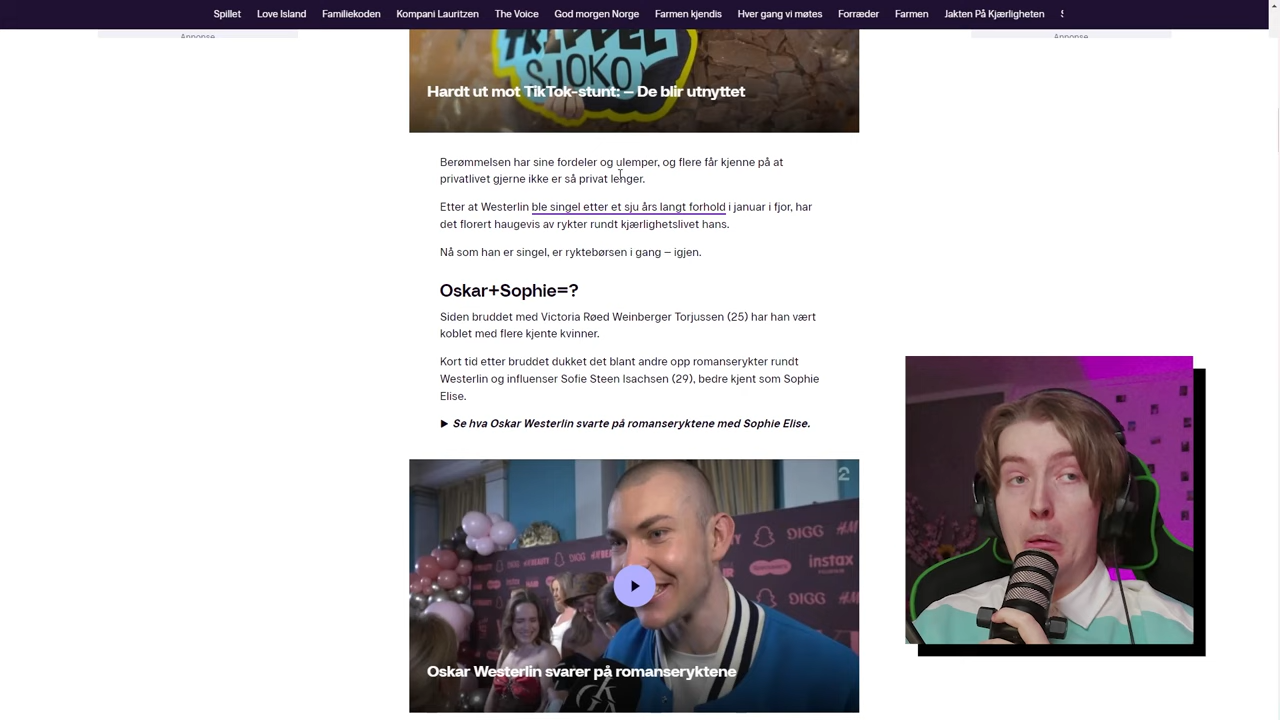 Spillet Love Island Familiekoden Kompani Lauritzen The Voice God morgen Norge Farmen kjendis Hver gang vi møtes Forræder Farmen Jakten På Kjærligheten
Annonse
Annonse
TRIPPEL
SJOKO
Hardt ut mot TikTok-stunt: – De blir utnyttet
Berømmelsen har sine fordeler og ulemper, og flere får kjenne på at
privatlivet gjerne ikke er så privat lenger.
Etter at Westerlin ble singel etter et sju års langt forhold i januar i fjor, har
det florert haugevis av rykter rundt kjærlighetslivet hans.
Nå som han er singel, er ryktebørsen i gang – igjen.
Oskar+Sophie=?
Siden bruddet med Victoria Røed Weinberger Torjussen (25) har han vært
koblet med flere kjente kvinner.
Kort tid etter bruddet dukket det blant andre opp romanserykter rundt
Westerlin og influenser Sofie Steen Isachsen (29), bedre kjent som Sophie
Elise.
► Se hva Oskar Westerlin svarte på romanseryktene med Sophie Elise.
2
DIGG H&M
instax
DIGG
DIGG
Oskar Westerlin svarer på romanseryktene